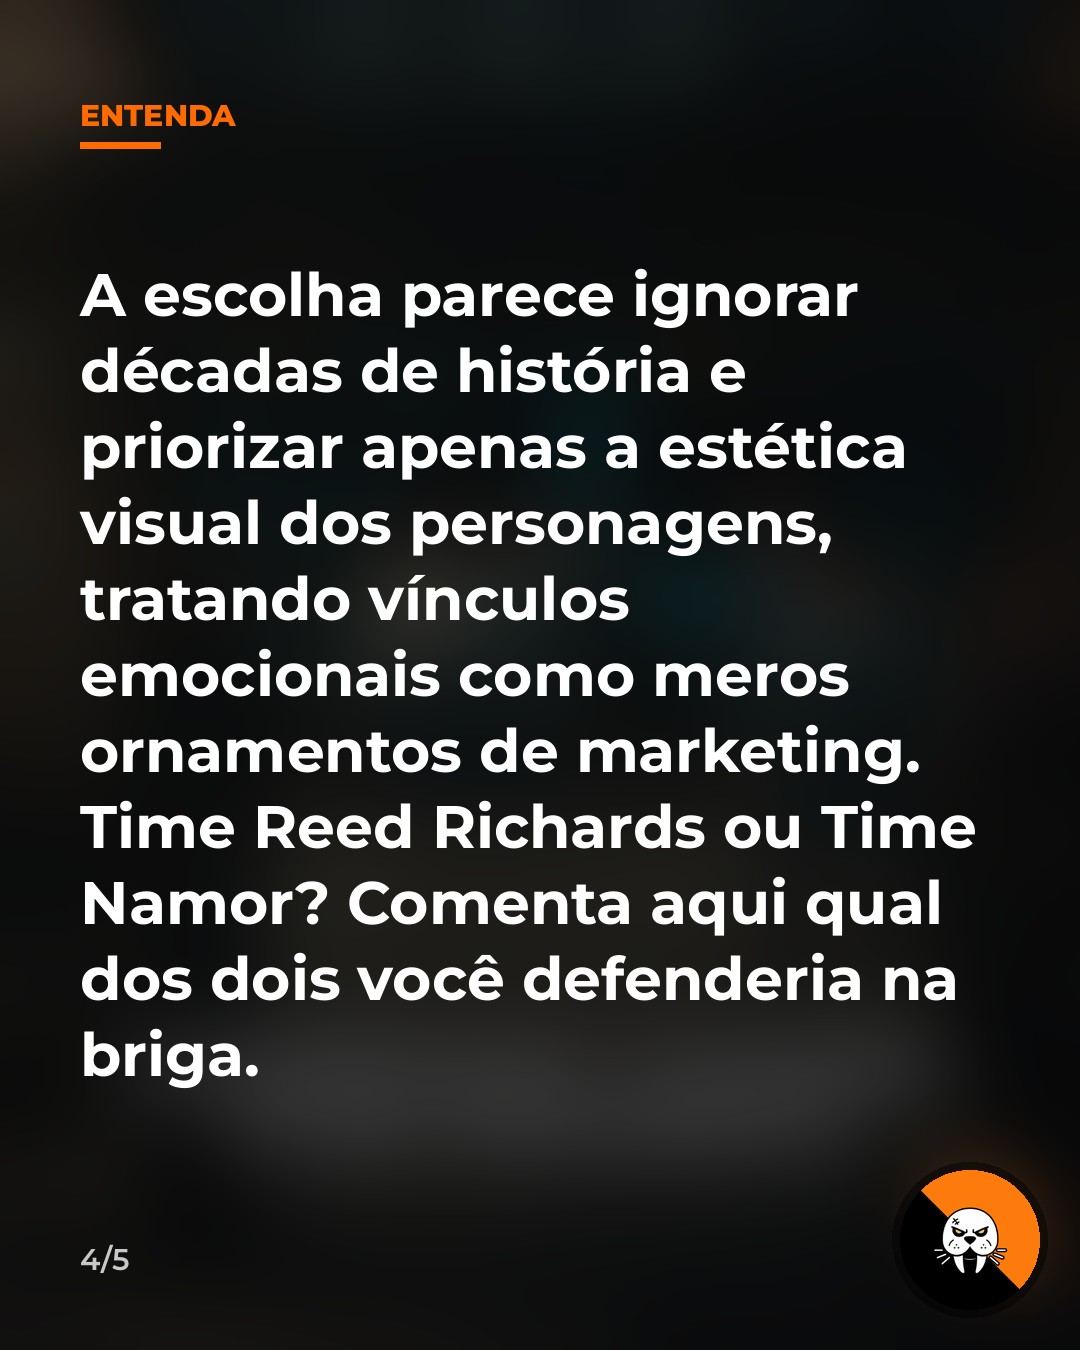 ENTENDA
A escolha parece ignorar
décadas de história e
priorizar apenas a estética
visual dos personagens,
tratando vínculos
emocionais como meros
ornamentos de marketing.
Time Reed Richards ou Time
Namor? Comenta aqui qual
dos dois você defenderia na
briga.
4/5